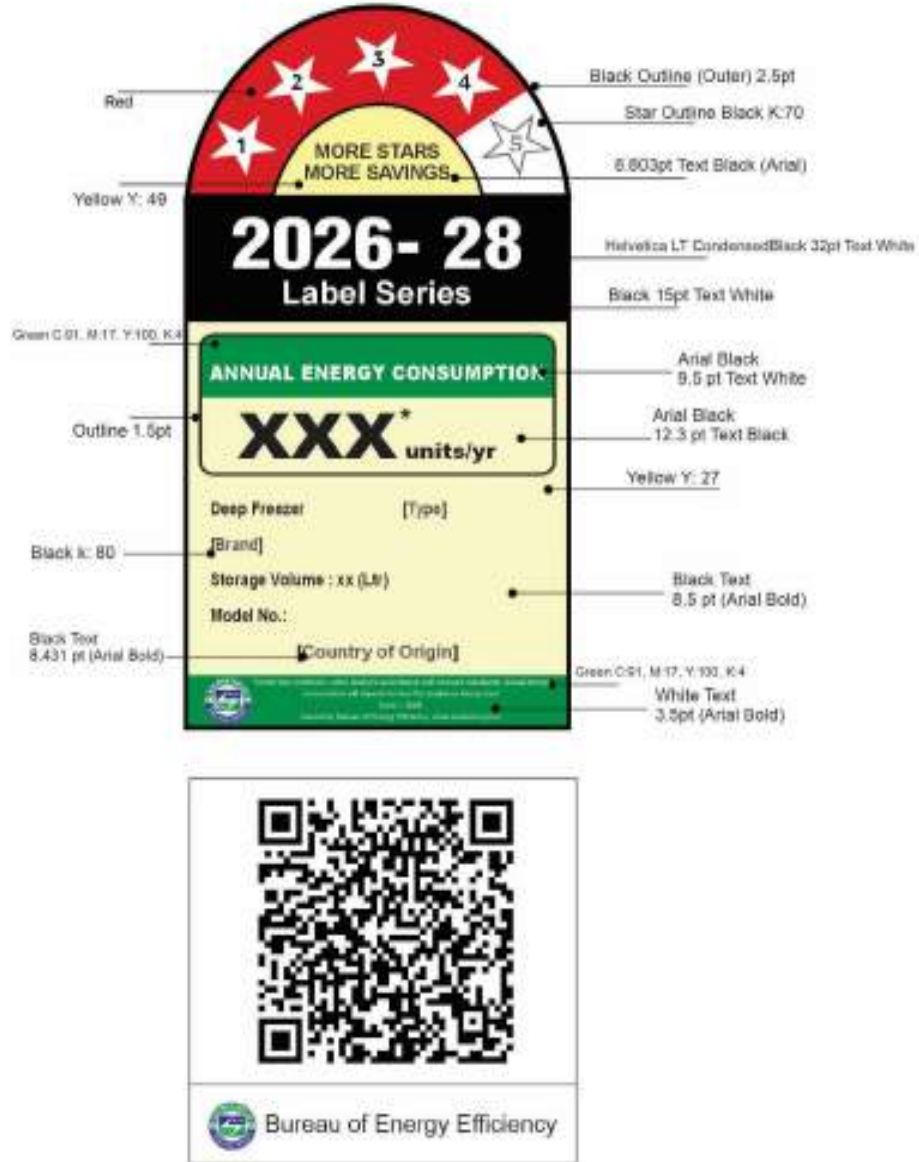 1
2
3
4
5
MORE STARS
MORE SAVINGS
2026- 28
Label Series
ANNUAL ENERGY CONSUMPTION
XXX*
units/yr
Deep Freezer [Type]
[Brand]
Storage Volume : xx (Ltr)
Model No.:
[Country of Origin]
Red
Yellow Y: 49
Green C:91, M:17, Y:100, K:4
Outline 1.5pt
Black k: 80
Black Text
8.431 pt (Arial Bold)
Black Outline (Outer) 2.5pt
Star Outline Black K:70
6.803pt Text Black (Arial)
Helvetica LT CondensedBlack 32pt Text White
Black 15pt Text White
Arial Black
9.5 pt Text White
Arial Black
12.3 pt Text Black
Yellow Y: 27
Black Text
8.5 pt (Arial Bold)
Green C:91, M:17, Y:100, K:4
White Text
3.5pt (Arial Bold)
Bureau of Energy Efficiency